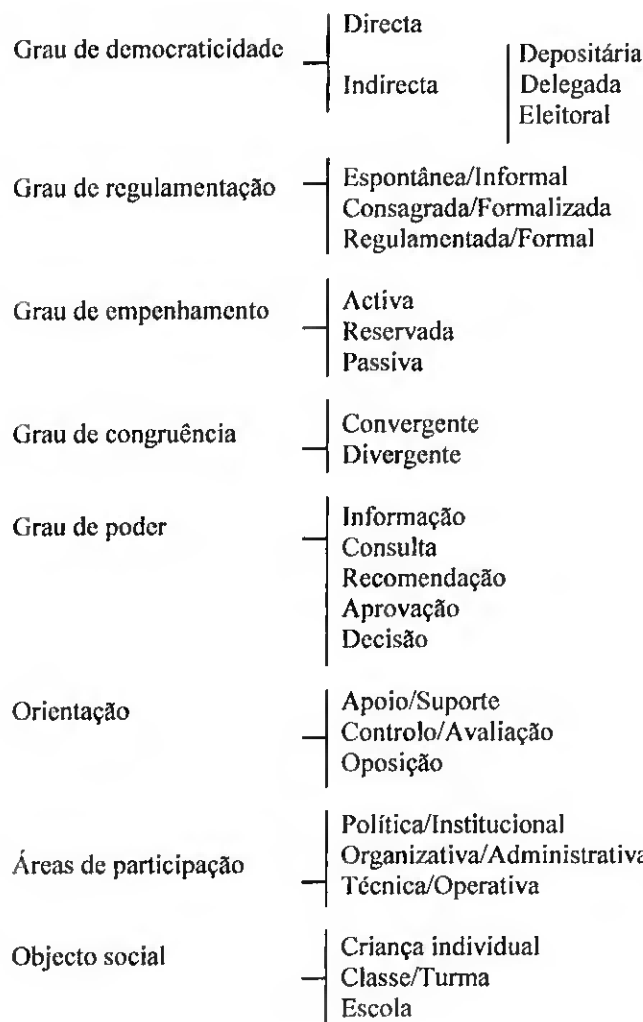 Grau de democraticidade
Directa
Indirecta
Depositária
Delegada
Eleitoral
Grau de regulamentação
Espontânea/Informal
Consagrada/Formalizada
Regulamentada/Formal
Grau de empenhamento
Activa
Reservada
Passiva
Grau de congruência
Convergente
Divergente
Grau de poder
Informação
Consulta
Recomendação
Aprovação
Decisão
Orientação
Apoio/Suporte
Controlo/Avaliação
Oposição
Áreas de participação
Política/Institucional
Organizativa/Administrativa
Técnica/Operativa
Objecto social
Criança individual
Classe/Turma
Escola